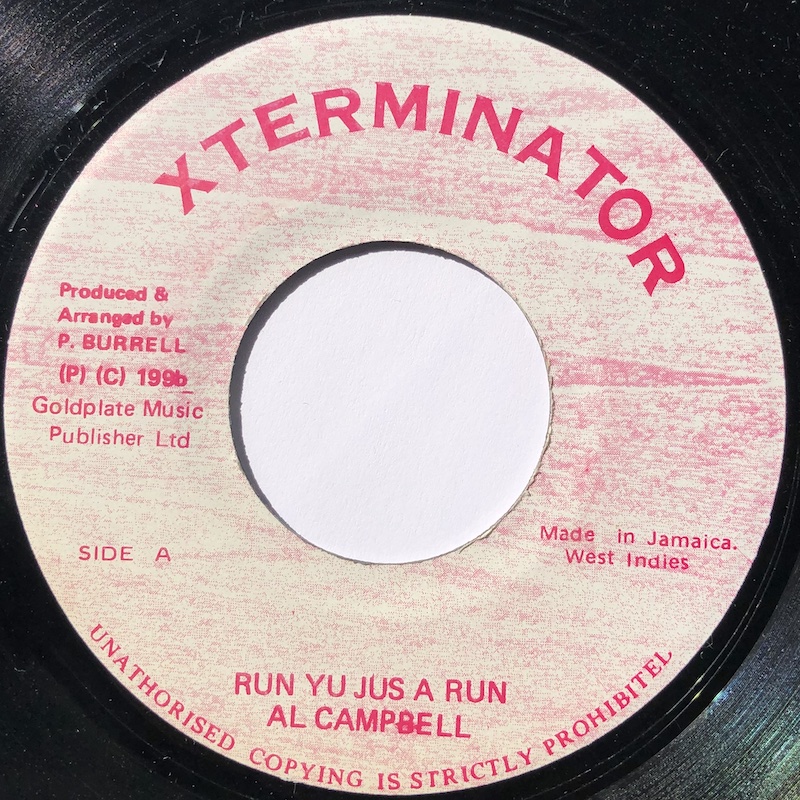 XTERMINATOR
Produced &
Arranged by
P. BURRELL
(P) (C) 199b
Goldplate Music
Publisher Ltd
SIDE A
Made in Jamaica.
West Indies
RUN YU JUS A RUN
AL CAMPBELL
UNATHORISED COPYING IS STRICTLY PROHIBITEL